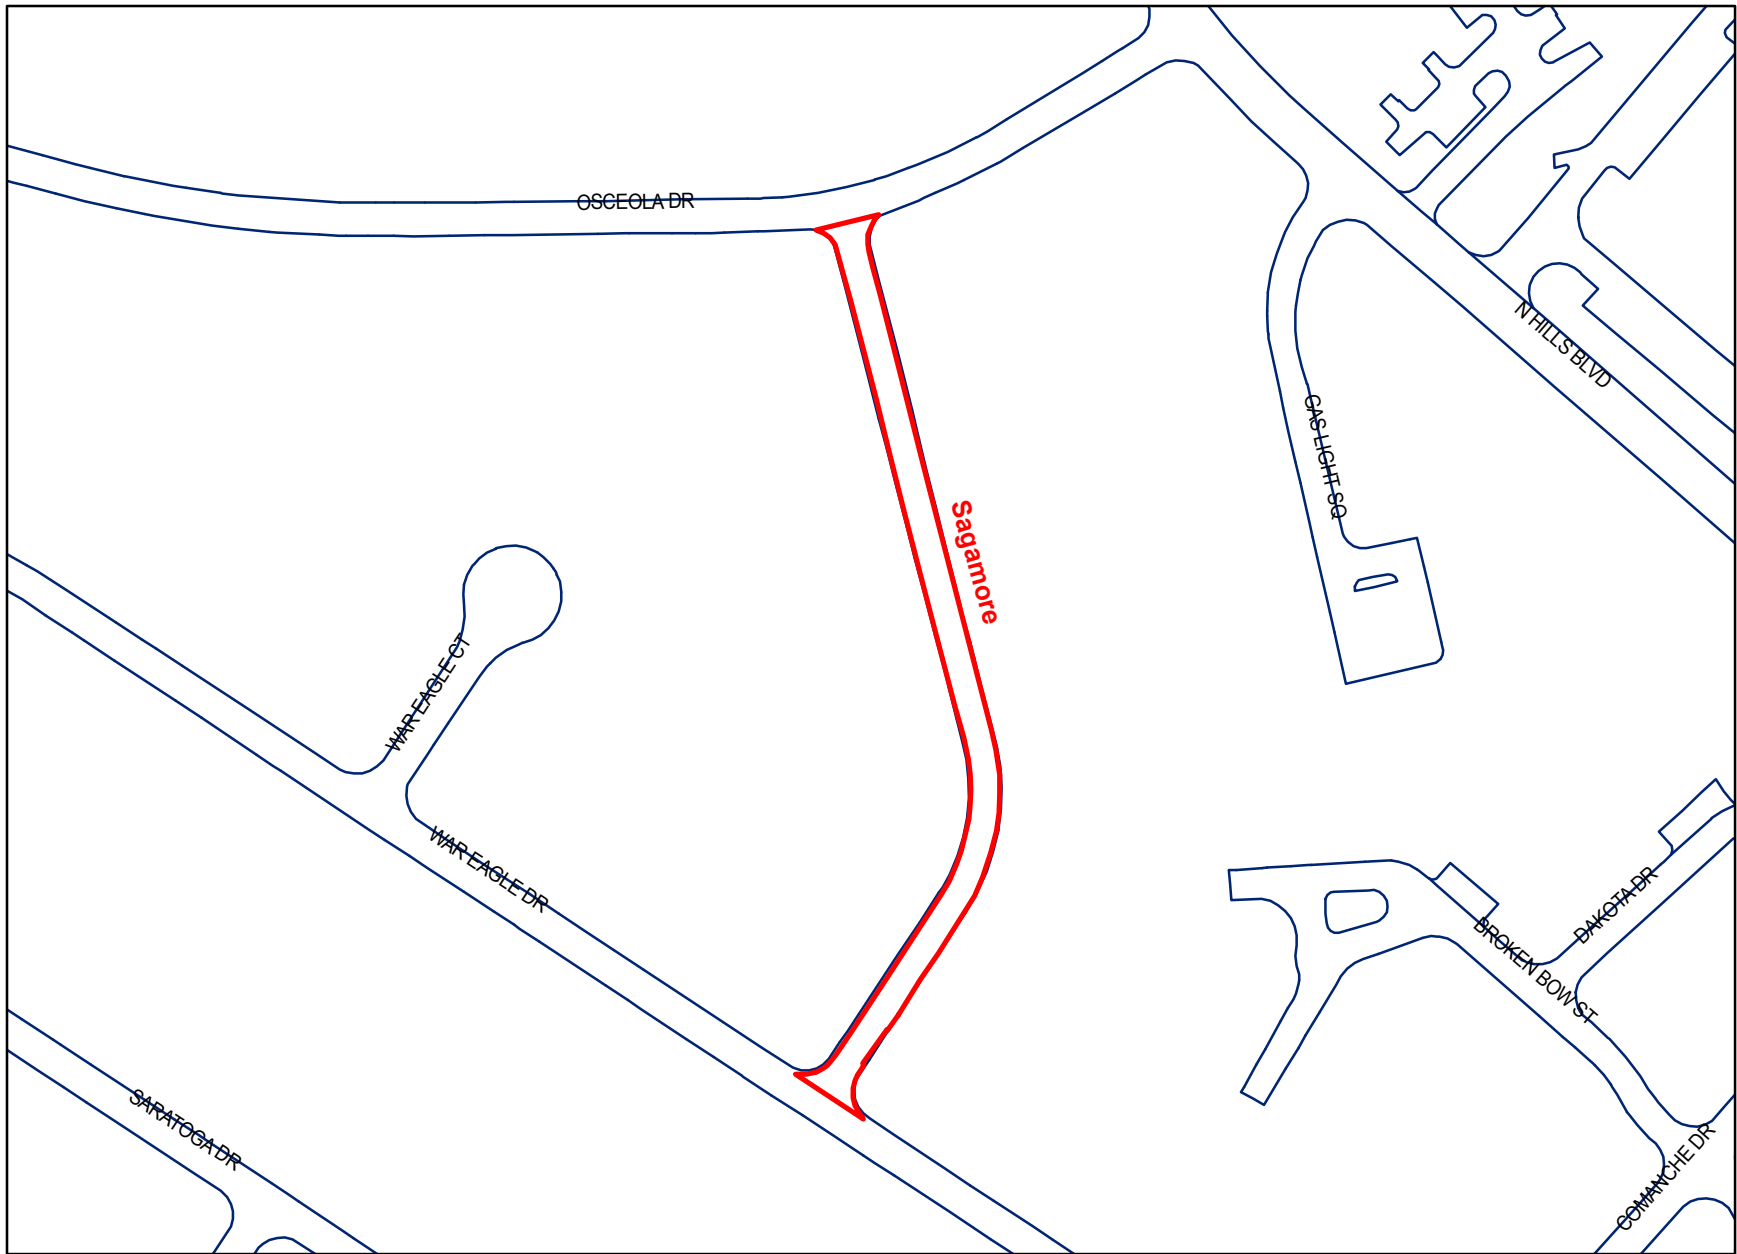 OSCEOLA DR
N HILLS BLVD
GAS LIGHT SQ
Sagamore
WAR EAGLE CT
WAR EAGLE DR
DAKOTA DR
BROKEN BOW ST
SARATOGA DR
COMANCHE DR